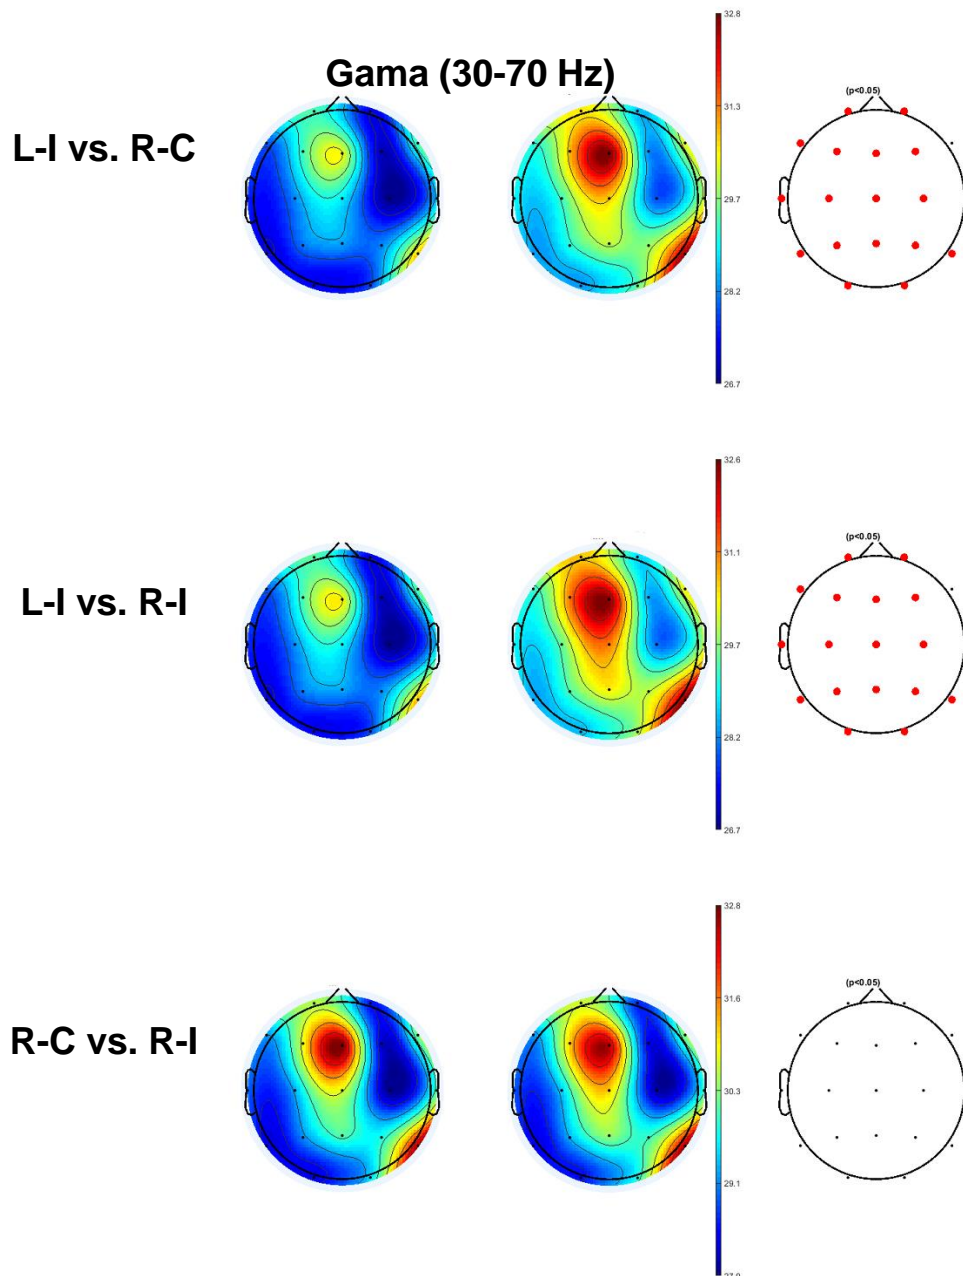 Gama (30-70 Hz)
L-I vs. R-C
32.8
31.3
29.7
28.2
26.7
(p<0.05)
L-I vs. R-I
32.6
31.1
29.7
28.2
26.7
(p<0.05)
R-C vs. R-I
32.8
31.6
30.3
29.1
(p<0.05)